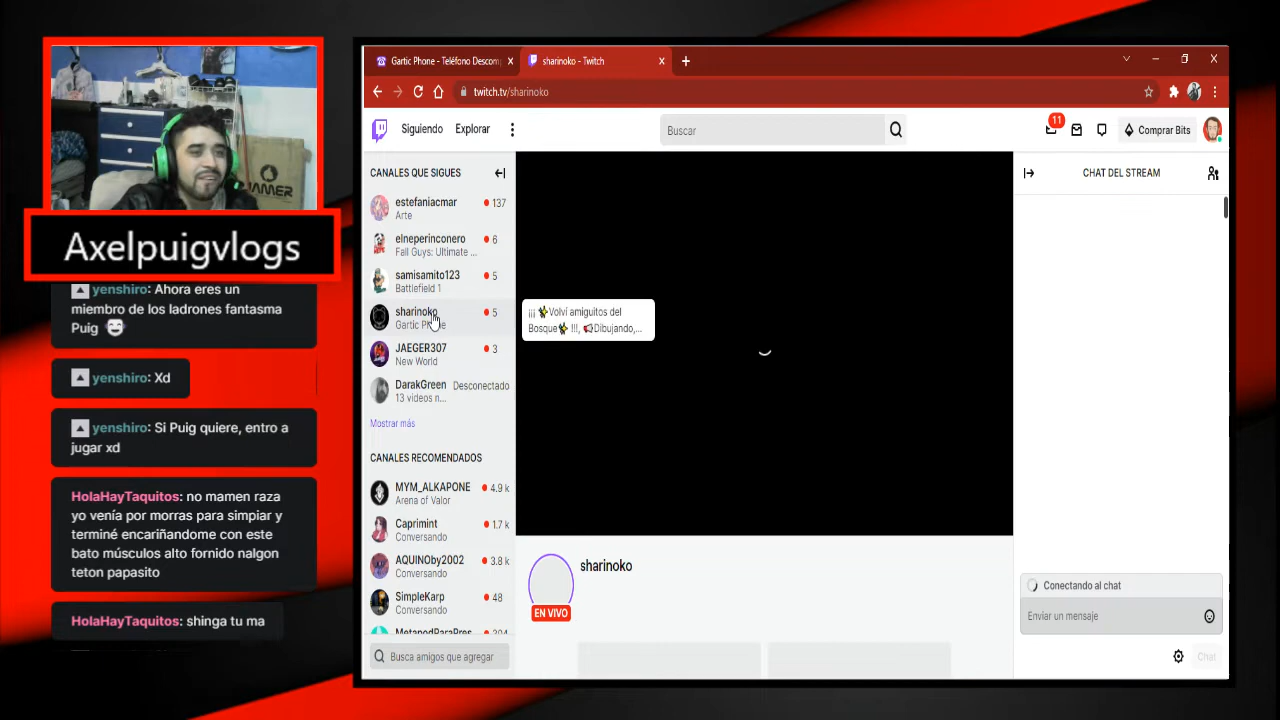 Gartic Phone - Teléfono Descomp
sharinoko - Twitch
twitch.tv/sharinoko
Siguiendo
Explorar
Buscar
11
Comprar Bits
AMER
Axelpuigvlogs
yenshiro: Ahora eres un
miembro de los ladrones fantasma
Puig
yenshiro: Xd
yenshiro: Si Puig quiere, entro a
jugar xd
HolaHayTaquitos: no mamen raza
yo venía por morras para simpiar y
terminé encariñandome con este
bato músculos alto fornido nalgon
teton papasito
HolaHayTaquitos: shinga tu ma
CANALES QUE SIGUES
estefaniacmar 137
Arte
elneperinconero 6
Fall Guys: Ultimate ...
samisamito123 5
Battlefield 1
sharinoko 5
Gartic Phone
JAEGER307 3
New World
DarakGreen Desconectado
13 videos n...
Mostrar más
CANALES RECOMENDADOS
MYM_ALKAPONE 4.9 k
Arena of Valor
Caprimint 1.7 k
Conversando
AQUINOby2002 3.8 k
Conversando
SimpleKarp 48
Conversando
Busca amigos que agregar
¡¡¡ Volví amiguitos del
Bosque !!!, Dibujando,...
sharinoko
EN VIVO
CHAT DEL STREAM
Conectando al chat
Enviar un mensaje
Chat